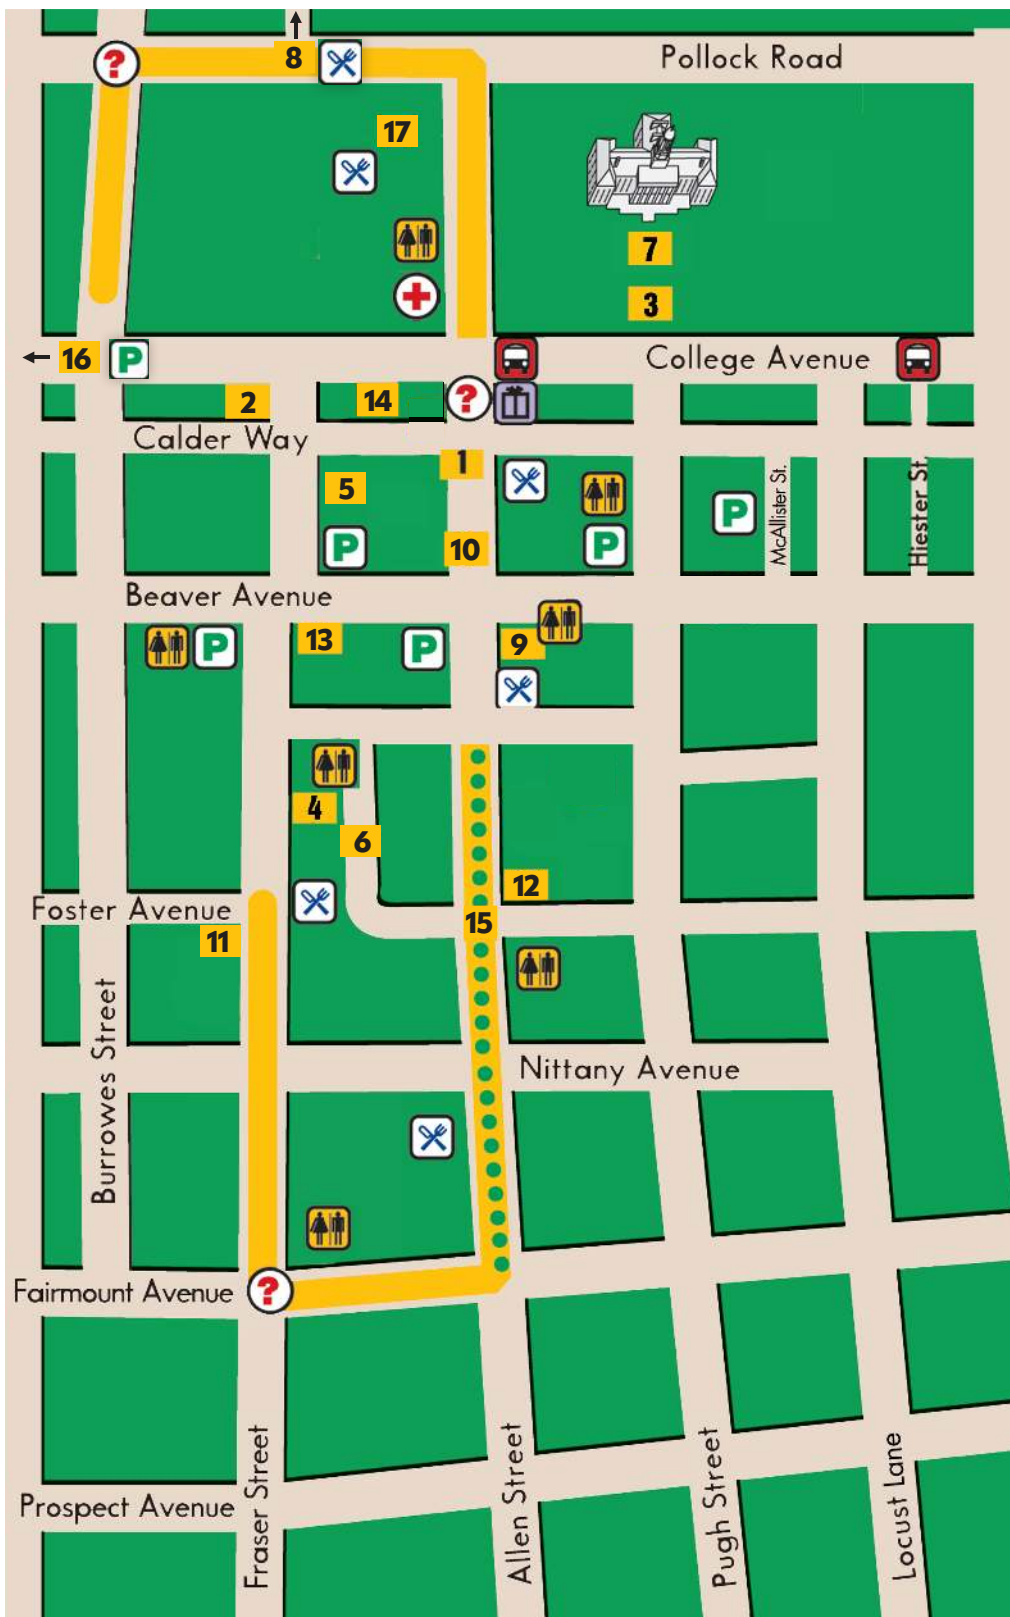 ?
8
Pollock Road
17
7
3
16
P
College Avenue
2
14
?
Calder Way
1
5
P
10
P
P
McAllister St.
Hiester St.
Beaver Avenue
P
13
P
9
4
6
12
Foster Avenue
11
15
Burrowes Street
Nittany Avenue
Fairmount Avenue
?
Prospect Avenue
Fraser Street
Allen Street
Pugh Street
Locust Lane